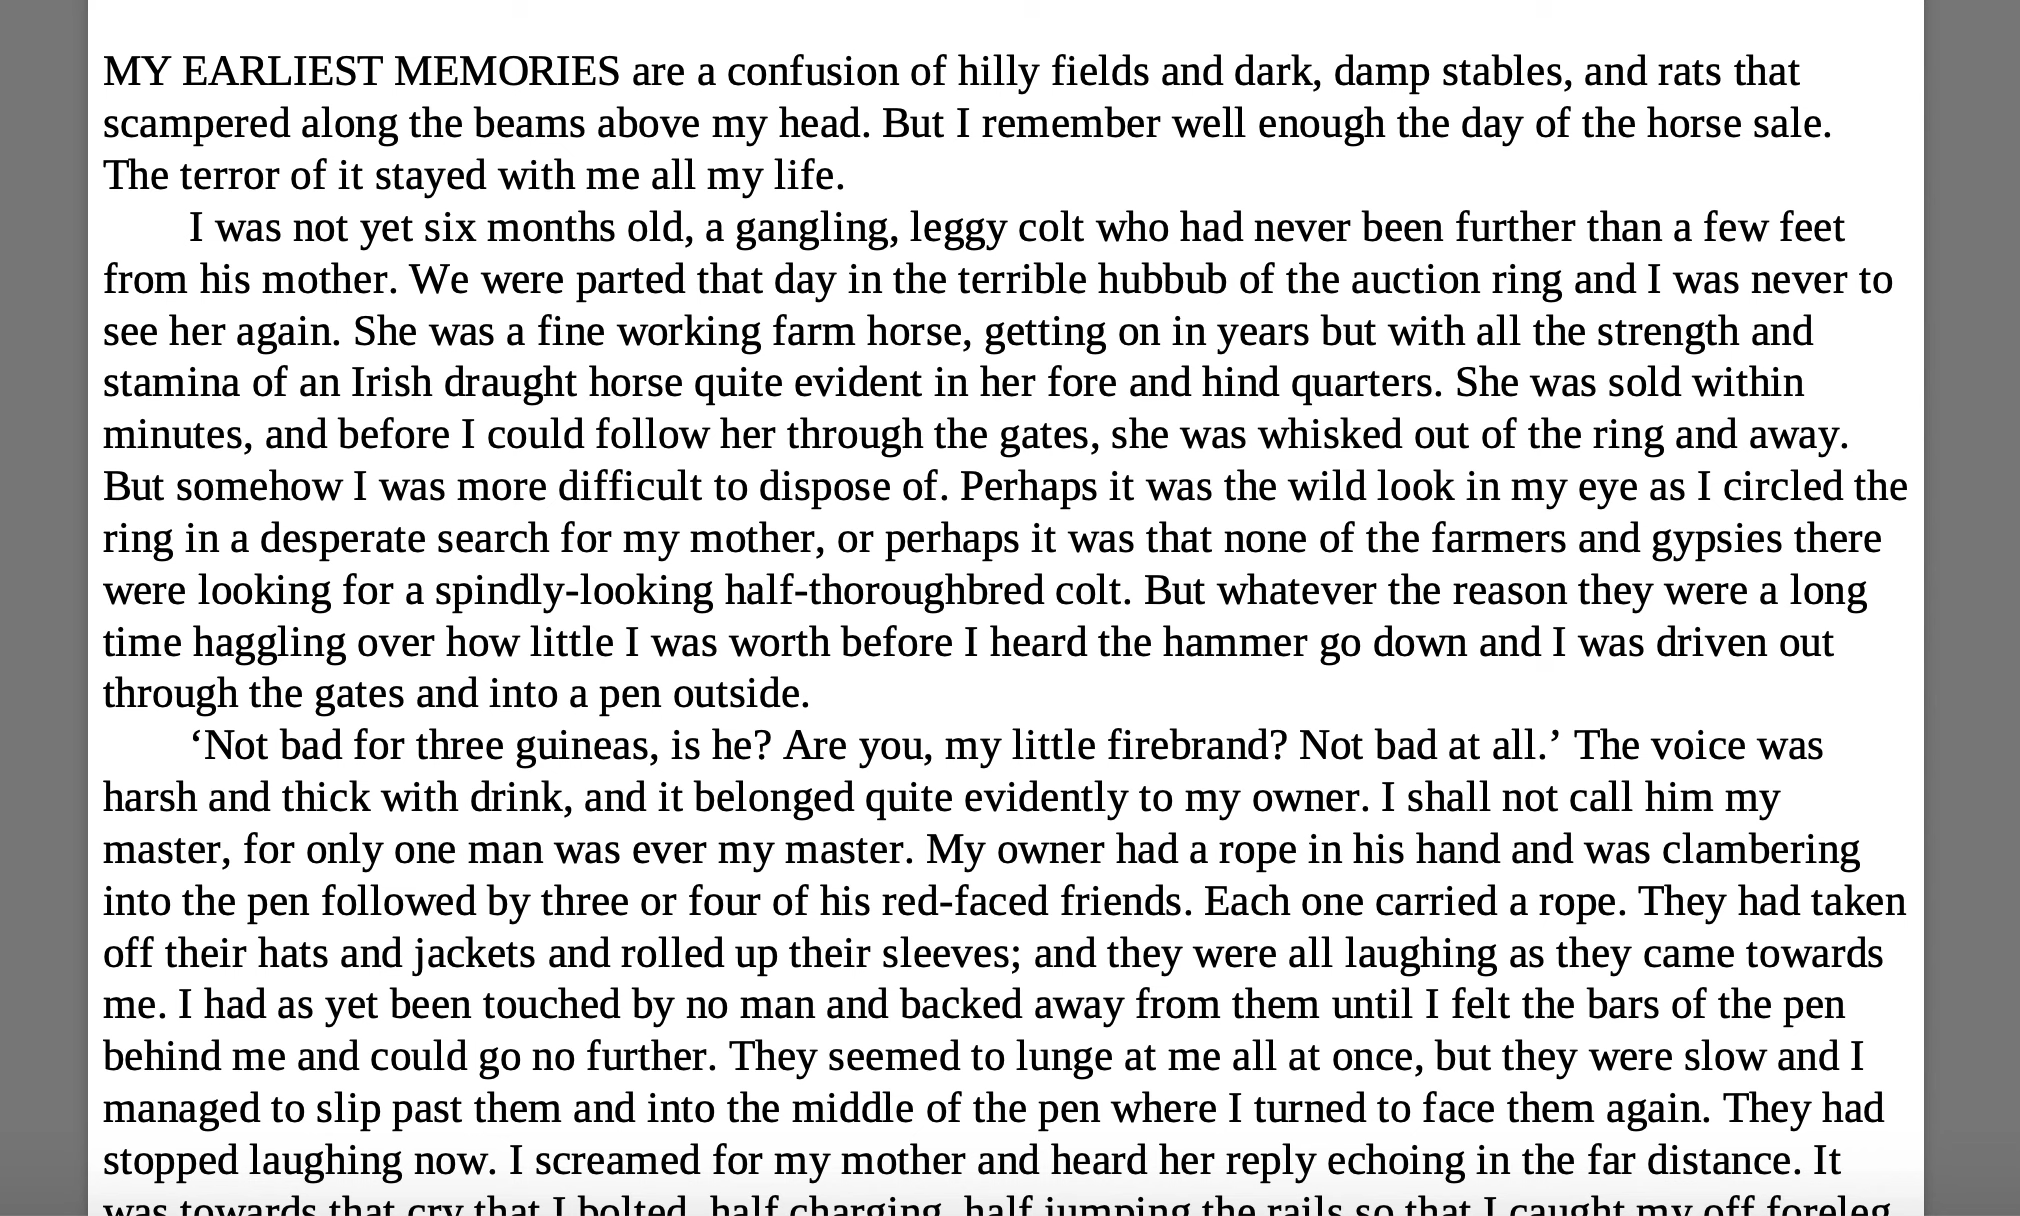 MY EARLIEST MEMORIES are a confusion of hilly fields and dark, damp stables, and rats that
scampered along the beams above my head. But I remember well enough the day of the horse sale.
The terror of it stayed with me all my life.
I was not yet six months old, a gangling, leggy colt who had never been further than a few feet
from his mother. We were parted that day in the terrible hubbub of the auction ring and I was never to
see her again. She was a fine working farm horse, getting on in years but with all the strength and
stamina of an Irish draught horse quite evident in her fore and hind quarters. She was sold within
minutes, and before I could follow her through the gates, she was whisked out of the ring and away.
But somehow I was more difficult to dispose of. Perhaps it was the wild look in my eye as I circled the
ring in a desperate search for my mother, or perhaps it was that none of the farmers and gypsies there
were looking for a spindly-looking half-thoroughbred colt. But whatever the reason they were a long
time haggling over how little I was worth before I heard the hammer go down and I was driven out
through the gates and into a pen outside.
‘Not bad for three guineas, is he? Are you, my little firebrand? Not bad at all.’ The voice was
harsh and thick with drink, and it belonged quite evidently to my owner. I shall not call him my
master, for only one man was ever my master. My owner had a rope in his hand and was clambering
into the pen followed by three or four of his red-faced friends. Each one carried a rope. They had taken
off their hats and jackets and rolled up their sleeves; and they were all laughing as they came towards
me. I had as yet been touched by no man and backed away from them until I felt the bars of the pen
behind me and could go no further. They seemed to lunge at me all at once, but they were slow and I
managed to slip past them and into the middle of the pen where I turned to face them again. They had
stopped laughing now. I screamed for my mother and heard her reply echoing in the far distance. It
was towards that cry that I bolted, half charging, half jumping the rails so that I caught my off foreleg